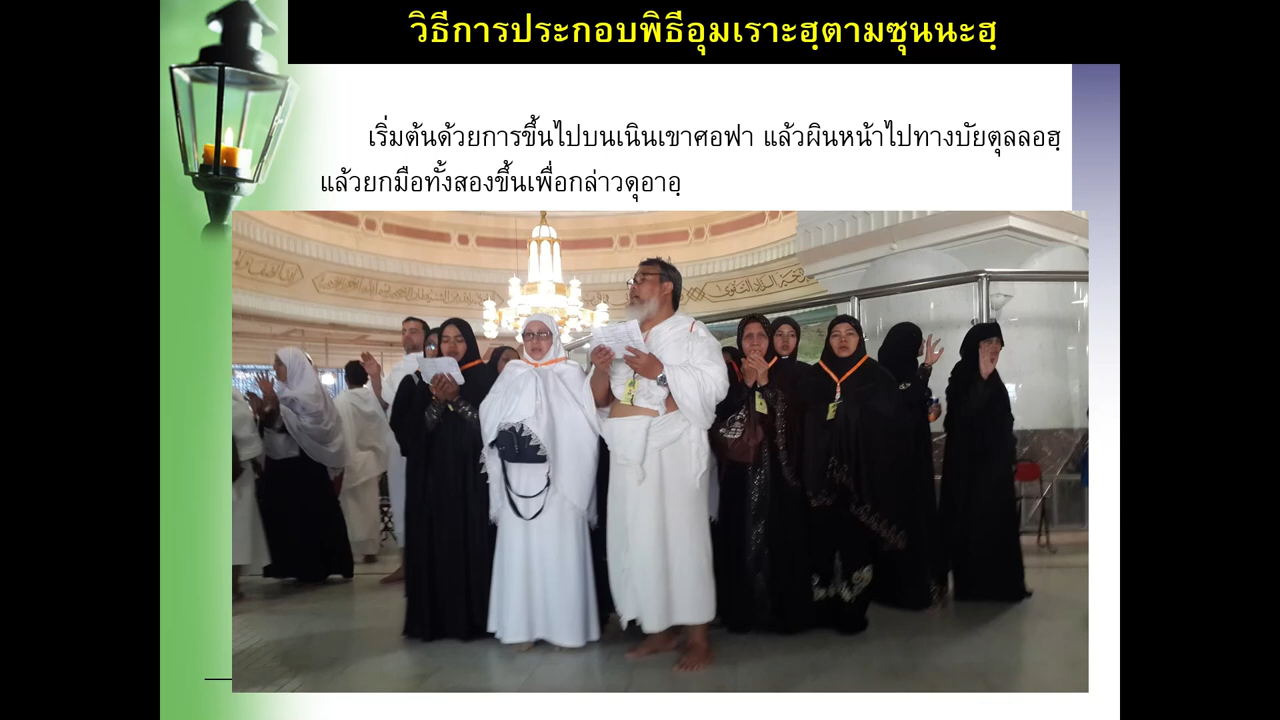 วิธีการประกอบพิธีอุมเราะฮฺตามซุนนะฮฺ
เริ่มต้นด้วยการขึ้นไปบนเนินเขาศอฟา แล้วผินหน้าไปทางบัยตุลลอฮฺ
แล้วยกมือทั้งสองขึ้นเพื่อกล่าวดุอาอฺ